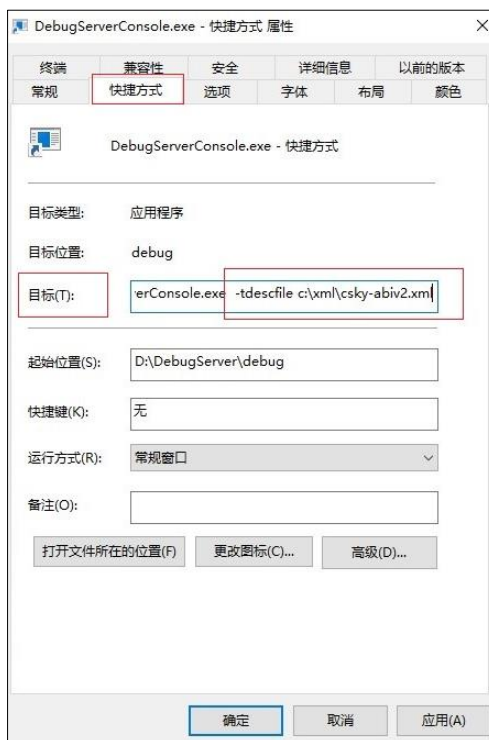 DebugServerConsole.exe - 快捷方式 属性
终端 兼容性 安全 详细信息 以前的版本
常规 快捷方式 选项 字体 布局 颜色
DebugServerConsole.exe - 快捷方式
目标类型: 应用程序
目标位置: debug
目标(T): erConsole.exe -tdescfile c:\xml\csky-abiv2.xml
起始位置(S): D:\DebugServer\debug
快捷键(K): 无
运行方式(R): 常规窗口
备注(O):
打开文件所在的位置(F) 更改图标(C)... 高级(D)...
确定 取消 应用(A)